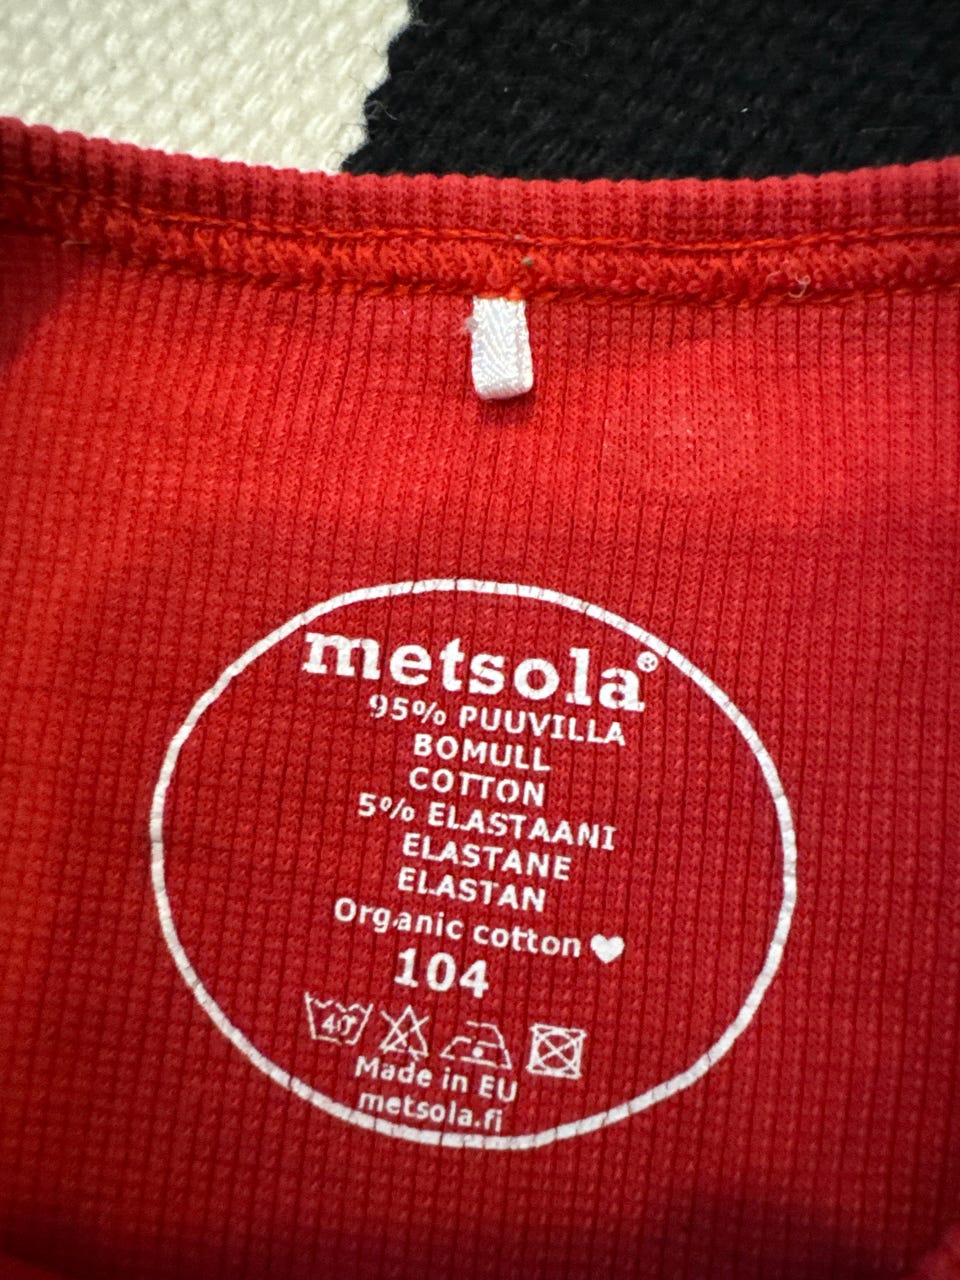 metsola®
95% PUUVILLA
BOMULL
COTTON
5% ELASTAANI
ELASTANE
ELASTAN
Organic cotton ♥
104
40
Made in EU
metsola.fi